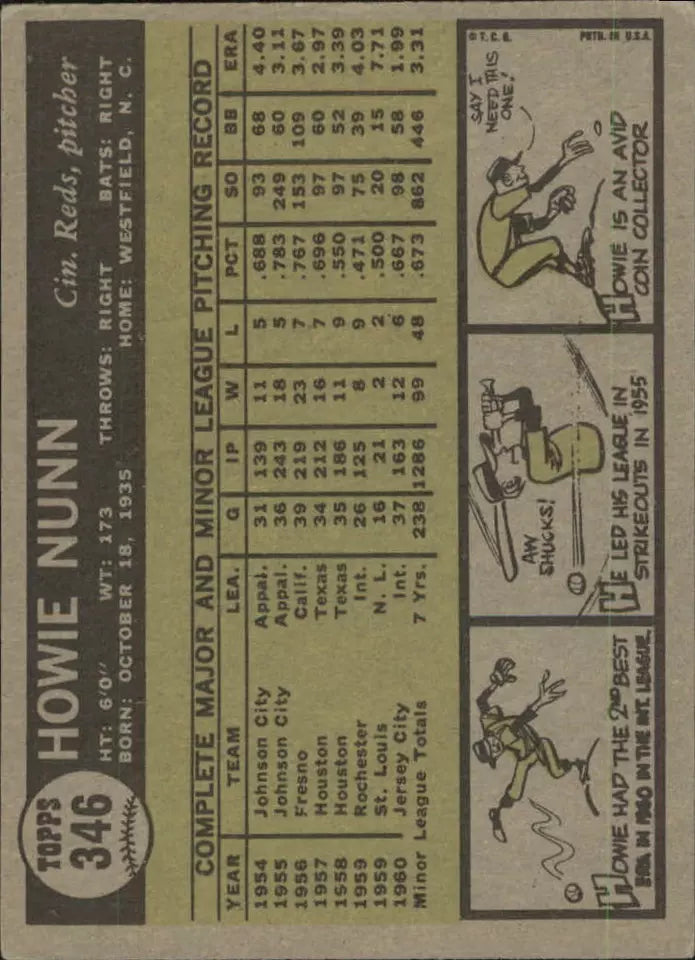 TOPPS
346
HOWIE NUNN
Cin. Reds, pitcher
HT: 6'0" WT: 173 THROWS: RIGHT BATS: RIGHT
BORN: OCTOBER 18, 1935 HOME: WESTFIELD, N. C.
COMPLETE MAJOR AND MINOR LEAGUE PITCHING RECORD
YEAR TEAM LEA. G IP W L PCT SO BB ERA
1954 Johnson City Appal. 31 139 11 5 .688 93 68 4.40
1955 Johnson City Appal. 36 243 18 5 .783 249 60 3.11
1956 Fresno Calif. 39 219 23 7 .767 153 109 3.67
1957 Houston Texas 34 212 16 7 .696 97 60 2.97
1958 Houston Texas 35 186 11 9 .550 97 52 3.39
1959 Rochester Int. 26 125 8 9 .471 75 39 4.03
1959 St. Louis N. L. 16 21 2 2 .500 20 15 7.71
1960 Jersey City Int. 37 163 12 6 .667 98 58 1.99
Minor League Totals 7 Yrs. 238 1286 99 48 .673 862 446 3.31
HOWIE HAD THE 2ND BEST
ERA IN 1960 IN THE INT. LEAGUE.
AW
SHUCKS!
HE LED HIS LEAGUE IN
STRIKEOUTS IN 1955
© T. C. G. PRTD. IN U.S.A.
SAY I
NEED THIS
ONE!
HOWIE IS AN AVID
COIN COLLECTOR